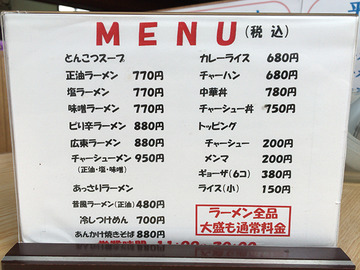 MENU(税込)
とんこつスープ
正油ラーメン 770円
塩ラーメン 770円
味噌ラーメン 770円
ピリ辛ラーメン 880円
広東ラーメン 880円
チャーシューメン 950円
(正油・塩・味噌)
あっさりラーメン
昔風ラーメン(正油) 480円
冷しつけめん 700円
あんかけ焼きそば 880円
カレーライス 680円
チャーハン 680円
中華丼 780円
チャーシュー丼 750円
トッピング
チャーシュー 200円
メンマ 200円
ギョーザ(6コ) 380円
ライス(小) 150円
ラーメン全品
大盛も通常料金
営業時間